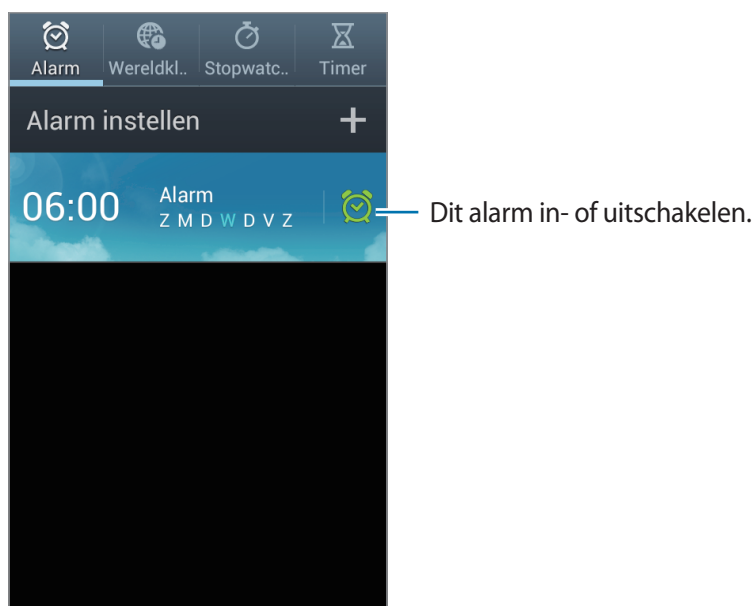 Alarm Wereldkl.. Stopwatc.. Timer
Alarm instellen
06:00 Alarm
Z M D W D V Z
Dit alarm in- of uitschakelen.